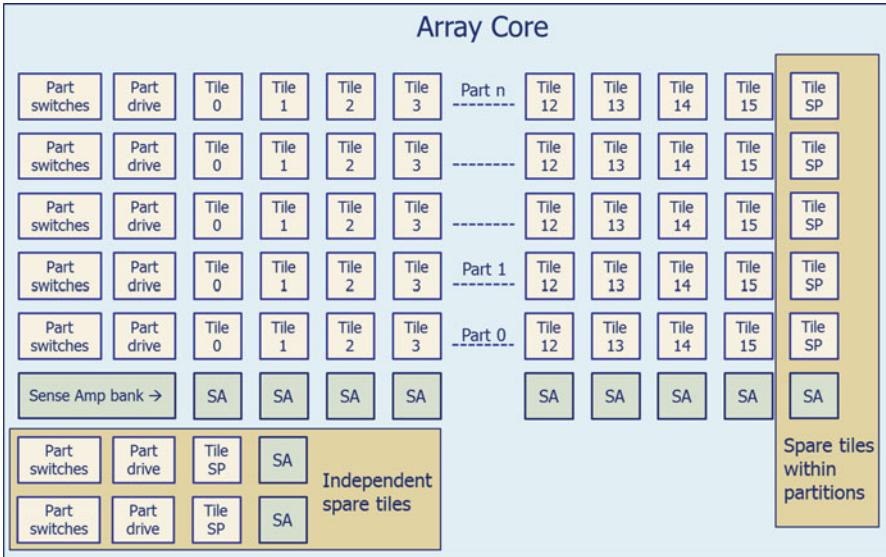 Array Core
Part switches Part drive Tile 0 Tile 1 Tile 2 Tile 3 Part n Tile 12 Tile 13 Tile 14 Tile 15 Tile SP
Part switches Part drive Tile 0 Tile 1 Tile 2 Tile 3 Tile 12 Tile 13 Tile 14 Tile 15 Tile SP
Part switches Part drive Tile 0 Tile 1 Tile 2 Tile 3 Tile 12 Tile 13 Tile 14 Tile 15 Tile SP
Part switches Part drive Tile 0 Tile 1 Tile 2 Tile 3 Part 1 Tile 12 Tile 13 Tile 14 Tile 15 Tile SP
Part switches Part drive Tile 0 Tile 1 Tile 2 Tile 3 Part 0 Tile 12 Tile 13 Tile 14 Tile 15 Tile SP
Sense Amp bank → SA SA SA SA SA SA SA SA SA
Part switches Part drive Tile SP SA
Part switches Part drive Tile SP SA
Independent
spare tiles
Spare tiles
within
partitions